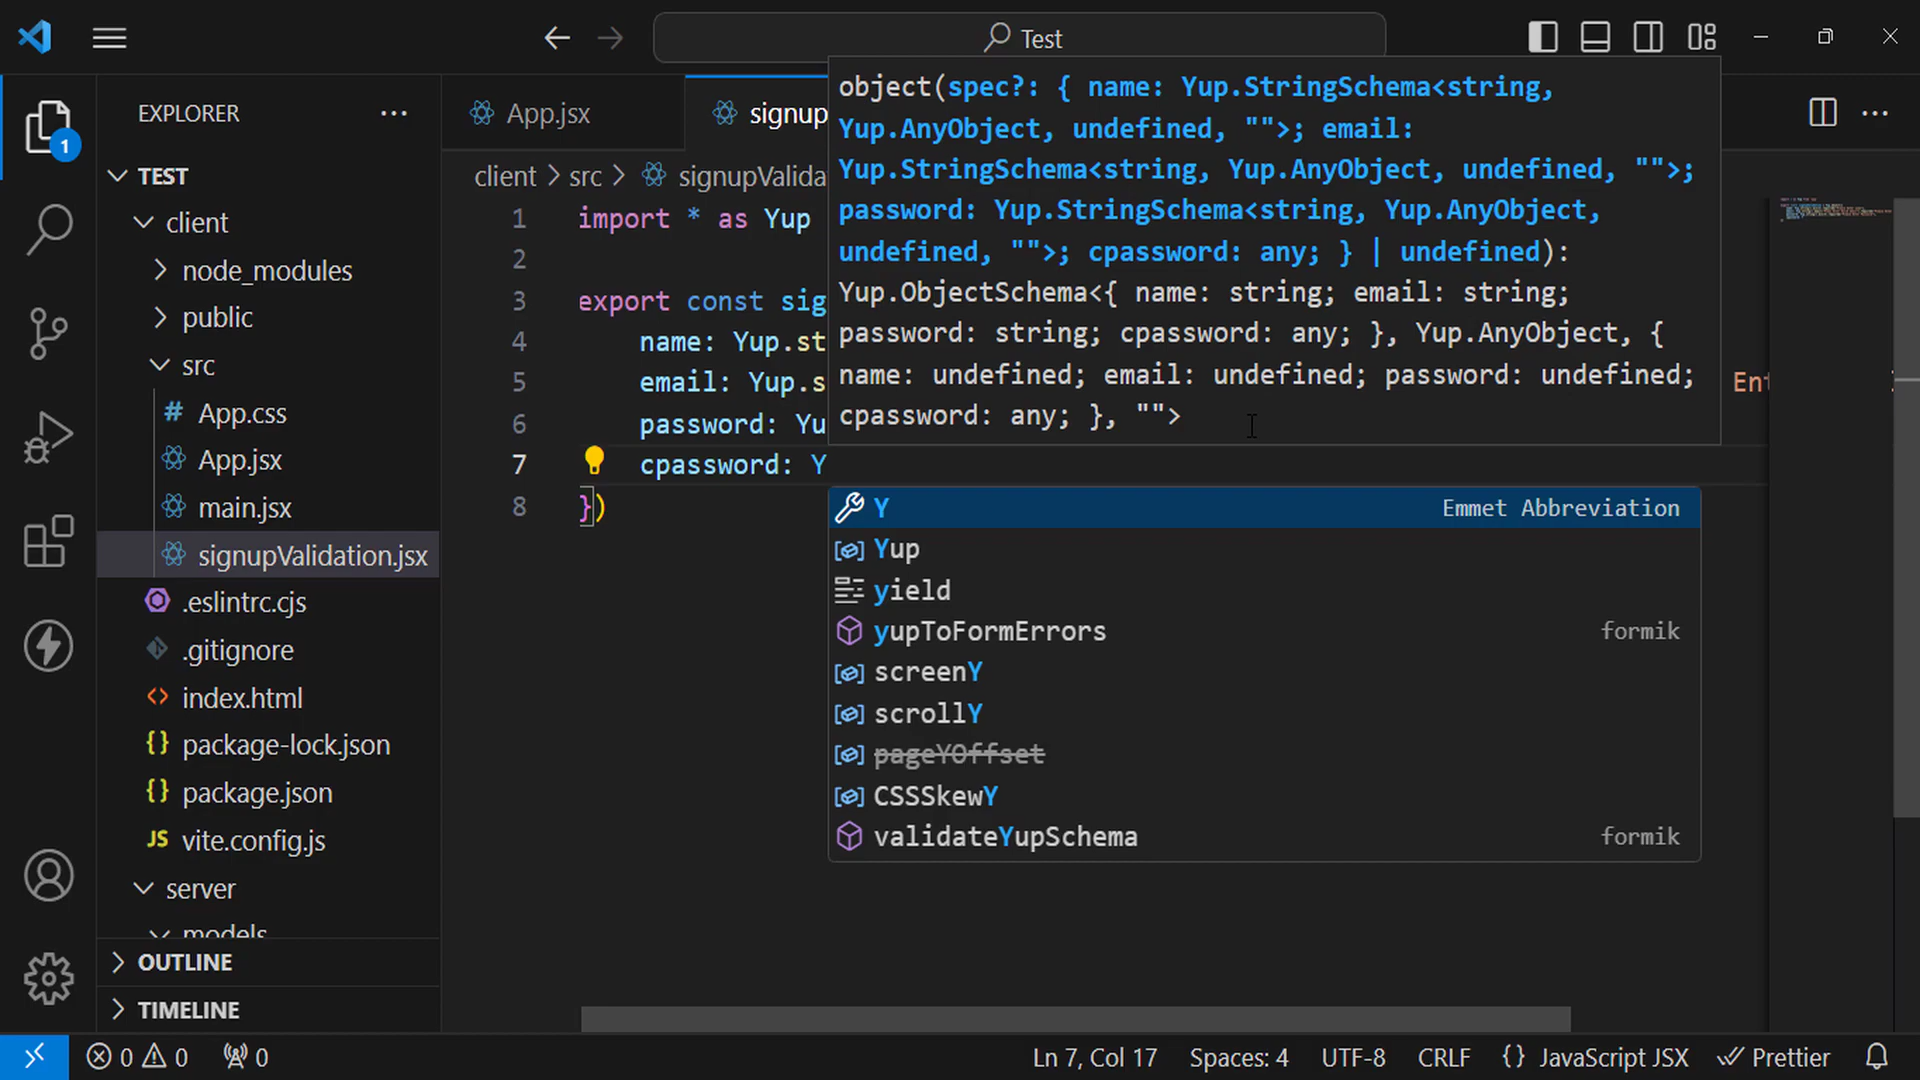 Test
EXPLORER
App.jsx
signup
TEST
client
node_modules
public
src
App.css
App.jsx
main.jsx
signupValidation.jsx
.eslintrc.cjs
.gitignore
index.html
package-lock.json
package.json
vite.config.js
server
models
OUTLINE
TIMELINE
1
client > src > signupValida
1 import * as Yup
2
3 export const sig
4 name: Yup.st
5 email: Yup.s
6 password: Yu
7 cpassword: Y
8 })
Ent
object(spec?: { name: Yup.StringSchema<string,
Yup.AnyObject, undefined, "">; email:
Yup.StringSchema<string, Yup.AnyObject, undefined, "">;
password: Yup.StringSchema<string, Yup.AnyObject,
undefined, "">; cpassword: any; } | undefined):
Yup.ObjectSchema<{ name: string; email: string;
password: string; cpassword: any; }, Yup.AnyObject, {
name: undefined; email: undefined; password: undefined;
cpassword: any; }, "">
Y Emmet Abbreviation
Yup
yield
yupToFormErrors formik
screenY
scrollY
pageYOffset
CSSSkewY
validateYupSchema formik
0 0 0
Ln 7, Col 17 Spaces: 4 UTF-8 CRLF {} JavaScript JSX Prettier